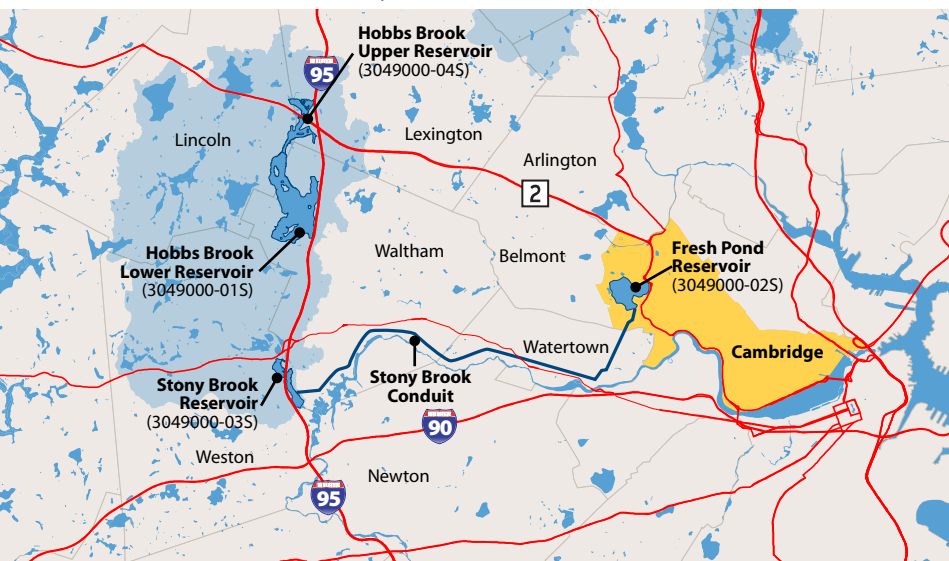 Hobbs Brook
Upper Reservoir
(3049000-04S)
95
Lincoln
Lexington
Arlington
2
Hobbs Brook
Lower Reservoir
(3049000-01S)
Waltham
Belmont
Fresh Pond
Reservoir
(3049000-02S)
Watertown
Cambridge
Stony Brook
Reservoir
(3049000-03S)
Stony Brook
Conduit
90
Weston
Newton
95